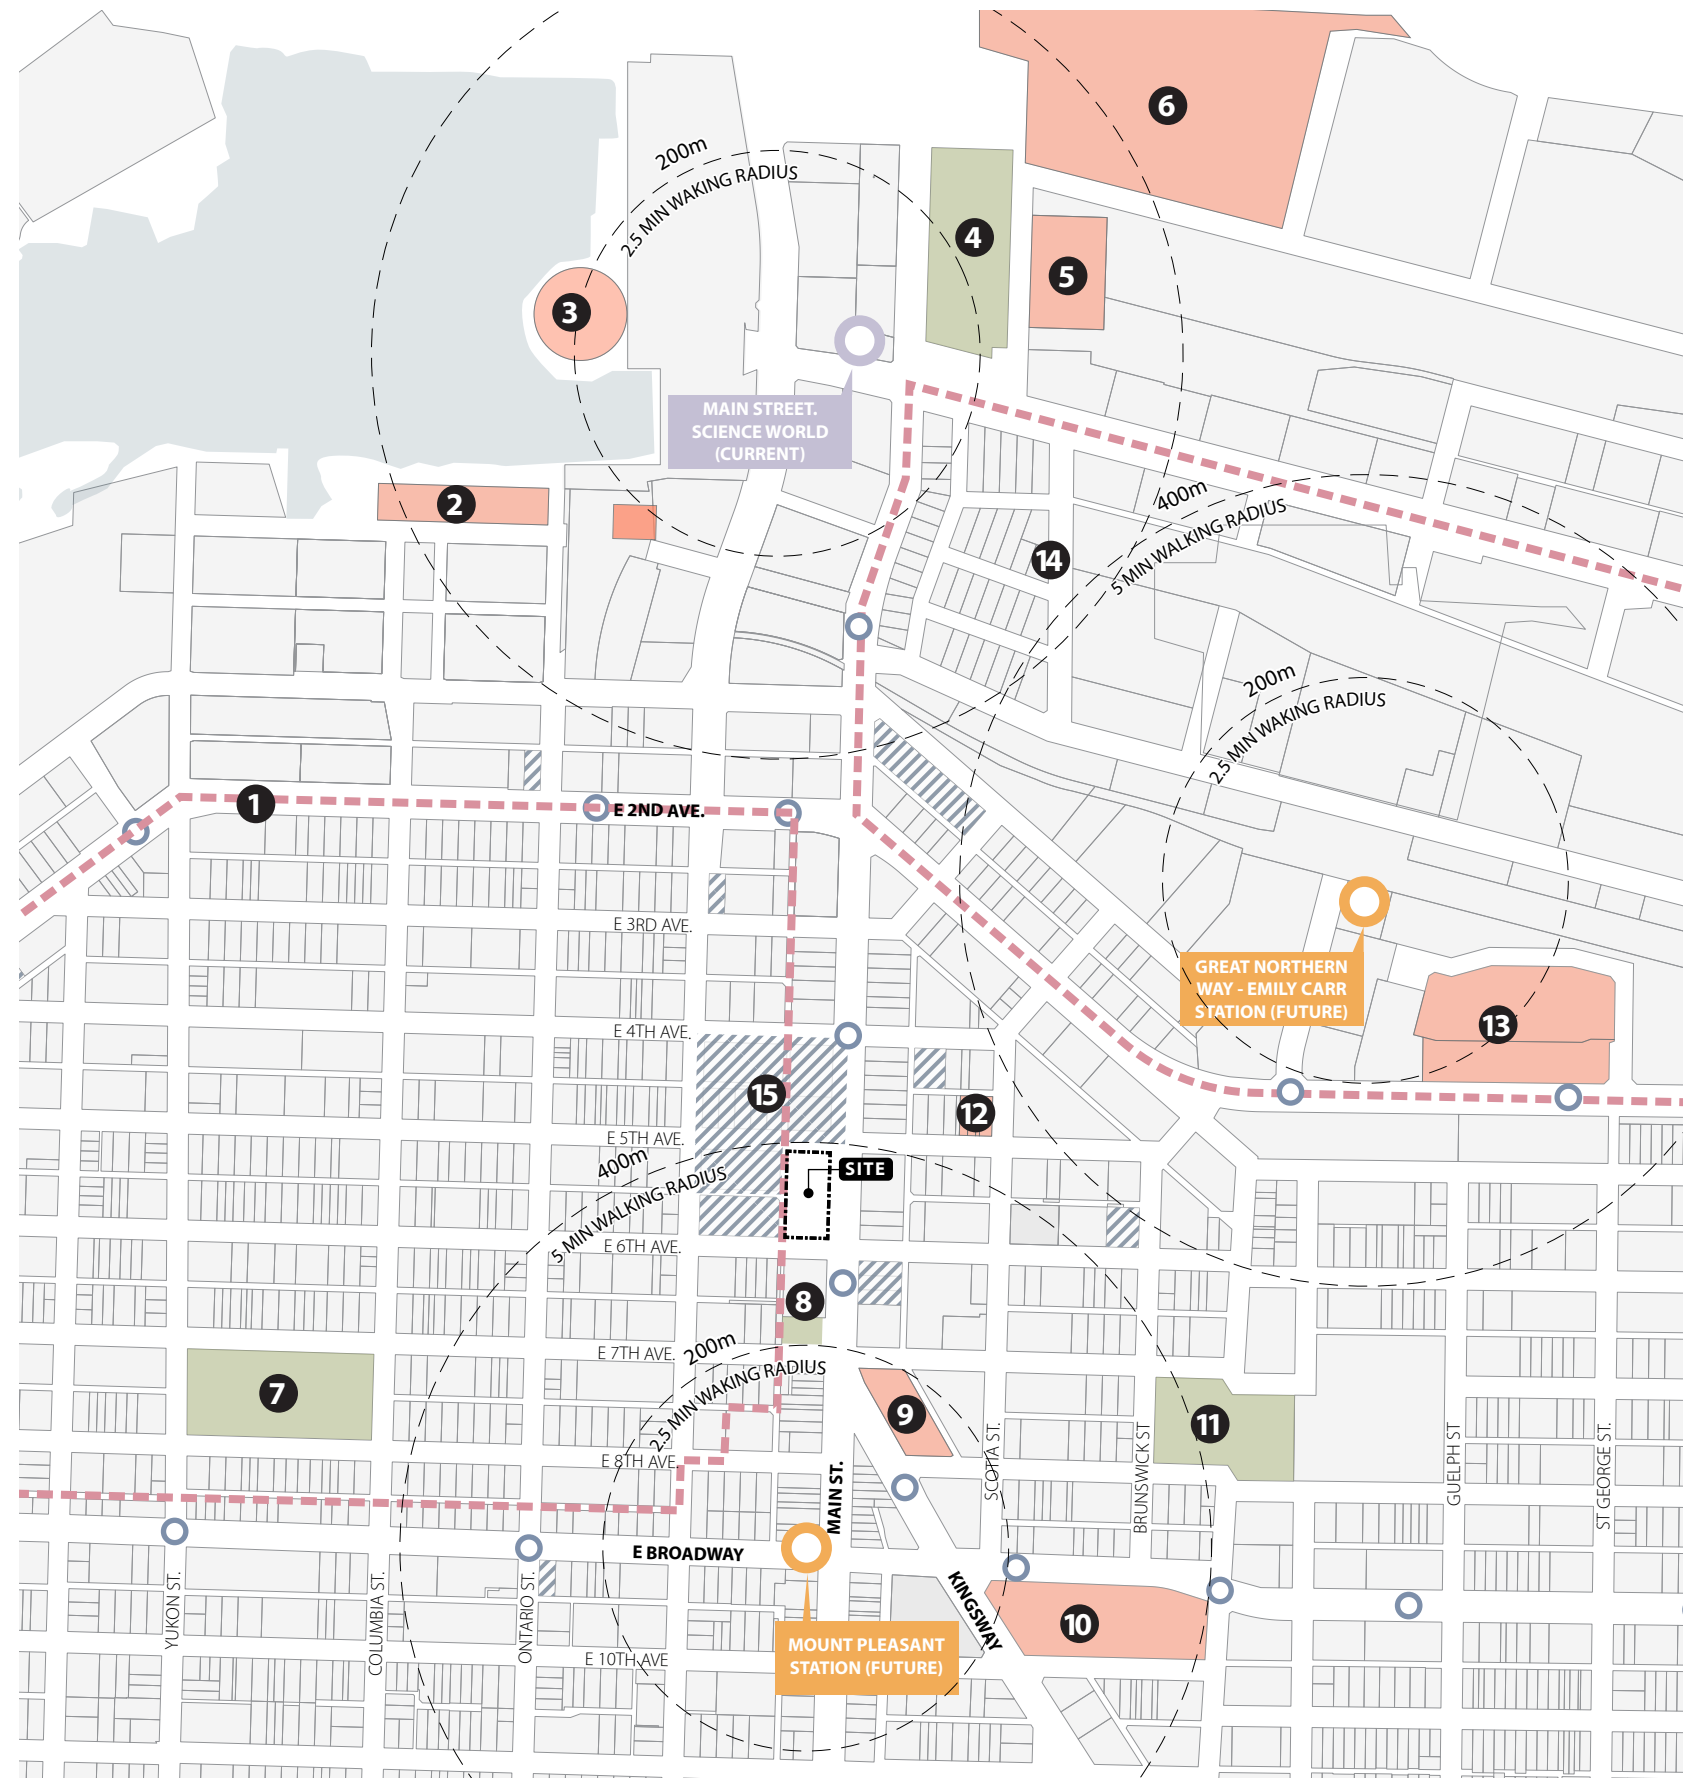 6
200m
2.5 MIN WAKING RADIUS
4
5
3
MAIN STREET.
SCIENCE WORLD
(CURRENT)
2
400m
5 MIN WALKING RADIUS
14
200m
2.5 MIN WAKING RADIUS
1
E 2ND AVE.
E 3RD AVE.
GREAT NORTHERN
WAY - EMILY CARR
STATION (FUTURE)
13
E 4TH AVE.
15
12
E 5TH AVE.
400m
5 MIN WALKING RADIUS
SITE
E 6TH AVE.
8
E 7TH AVE.
200m
2.5 MIN WAKING RADIUS
7
9
11
E 8TH AVE.
MAIN ST.
SCOTIA ST.
BRUNSWICK ST
GUELPH ST
ST GEORGE ST.
E BROADWAY
YUKON ST.
COLUMBIA ST.
ONTARIO ST.
KINGSWAY
10
MOUNT PLEASANT
STATION (FUTURE)
E 10TH AVE